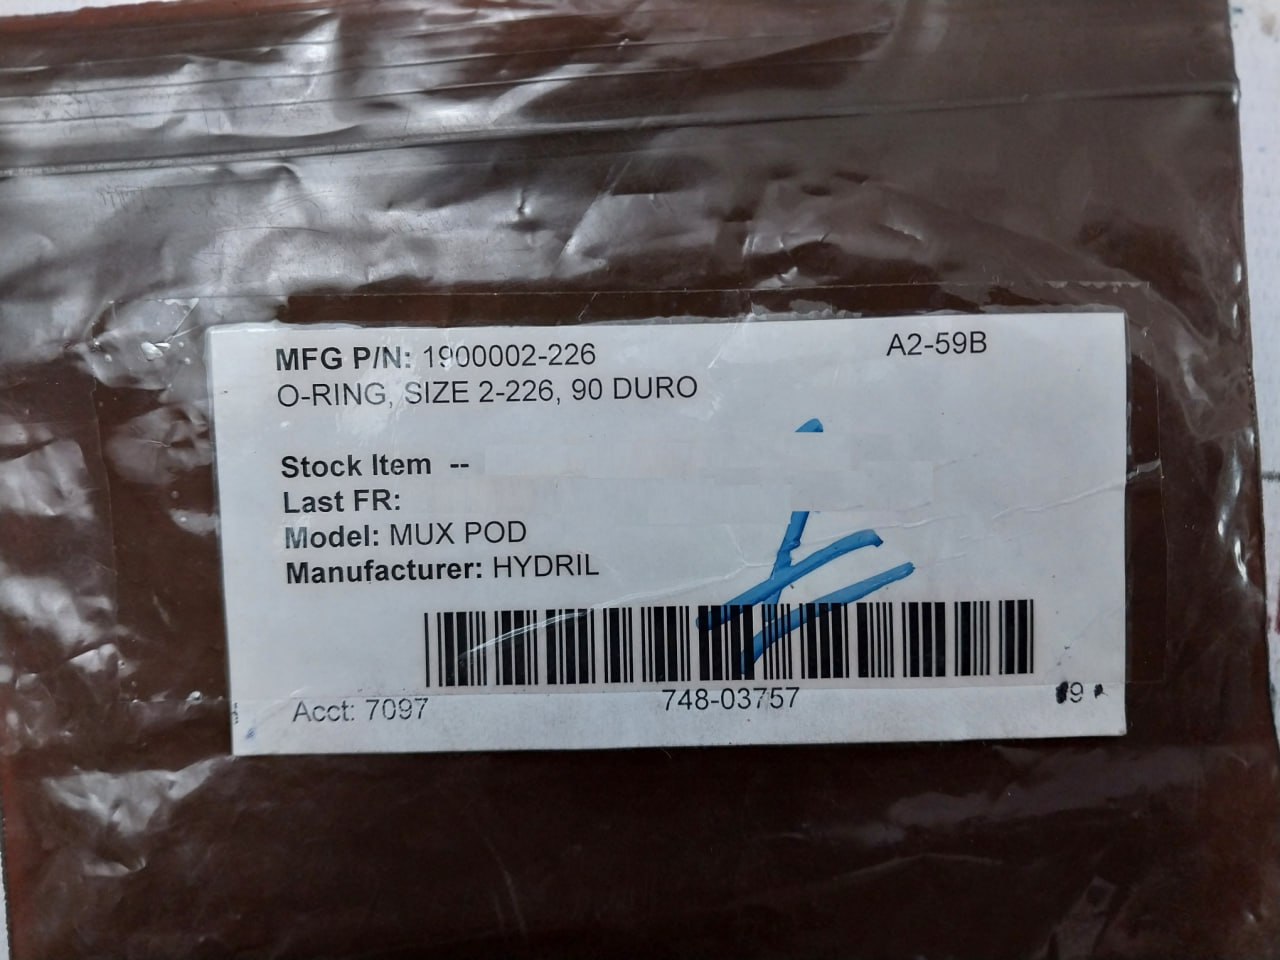 MFG P/N: 1900002-226
A2-59B
O-RING, SIZE 2-226, 90 DURO
Stock Item --
Last FR:
Model: MUX POD
Manufacturer: HYDRIL
Acct: 7097
748-03757
9